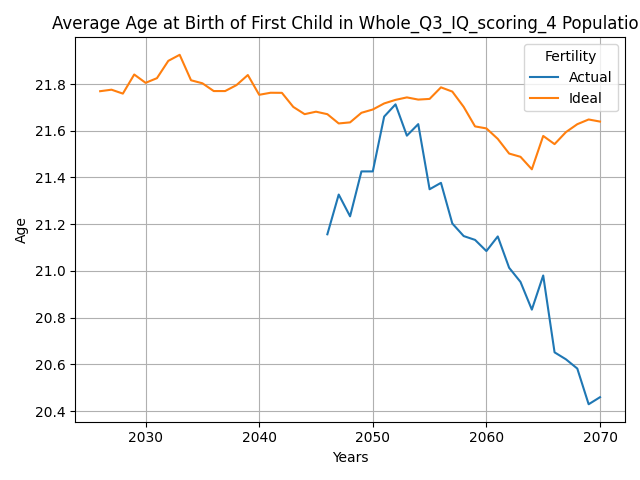 Average Age at Birth of First Child in Whole_Q3_IQ_scoring_4 Populatio
Fertility
Actual
Ideal
21.8
21.6
21.4
21.2
21.0
20.8
20.6
20.4
Age
2030 2040 2050 2060 2070
Years